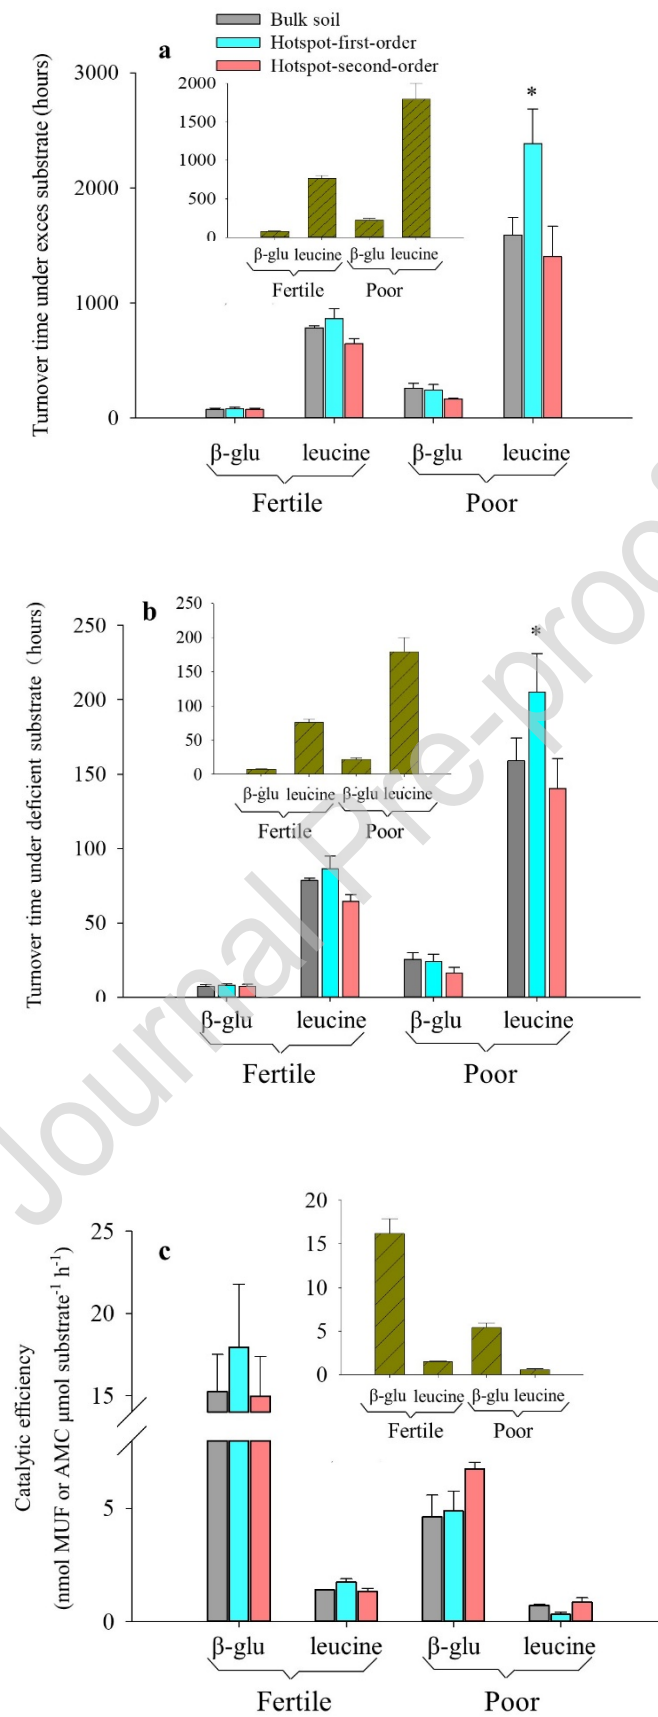 Bulk soil
Hotspot-first-order
Hotspot-second-order
a
Turnover time under exces substrate (hours)
3000
2000
1000
0
*
2000
1500
1000
500
0
β-glu leucine β-glu leucine
Fertile Poor
β-glu leucine β-glu leucine
Fertile Poor
b
Turnover time under deficient substrate (hours)
250
200
150
100
50
0
*
250
200
150
100
50
0
β-glu leucine β-glu leucine
Fertile Poor
β-glu leucine β-glu leucine
Fertile Poor
c
Catalytic efficiency
(nmol MUF or AMC μmol substrate⁻¹ h⁻¹)
25
20
15
5
0
20
15
10
5
0
β-glu leucine β-glu leucine
Fertile Poor
β-glu leucine β-glu leucine
Fertile Poor
Journal Pre-proof